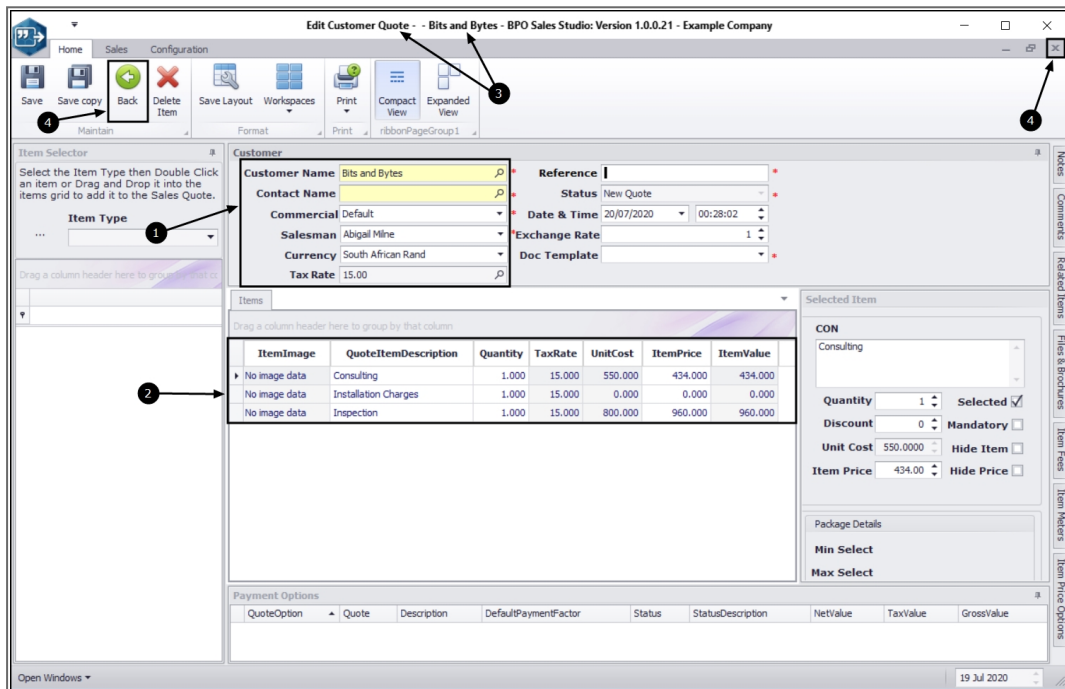 Edit Customer Quote - - Bits and Bytes - BPO Sales Studio: Version 1.0.0.21 - Example Company
Home Sales Configuration
Save Save copy Back Delete Item Save Layout Workspaces Print Compact View Expanded View
Maintain Format Print ribbonPageGroup1
3
4
4
Item Selector
Select the Item Type then Double Click
an item or Drag and Drop it into the
items grid to add it to the Sales Quote.
Item Type
...
1
Customer
Customer Name Bits and Bytes * Reference *
Contact Name * Status New Quote *
Commercial Default * Date & Time 20/07/2020 00:28:02
Salesman Abigail Milne * Exchange Rate 1
Currency South African Rand Doc Template *
Tax Rate 15.00
Items
Drag a column header here to group by that column
ItemImage QuoteItemDescription Quantity TaxRate UnitCost ItemPrice ItemValue
No image data Consulting 1.000 15.000 550.000 434.000 434.000
No image data Installation Charges 1.000 15.000 0.000 0.000 0.000
No image data Inspection 1.000 15.000 800.000 960.000 960.000
2
Selected Item
CON
Consulting
Quantity 1 Selected
Discount 0 Mandatory
Unit Cost 550.0000 Hide Item
Item Price 434.00 Hide Price
Package Details
Min Select
Max Select
Notes
Comments
Related Items
Files & Brochures
Item Fees
Item Meters
Item Price Options
Payment Options
QuoteOption Quote Description DefaultPaymentFactor Status StatusDescription NetValue TaxValue GrossValue
Open Windows 19 Jul 2020